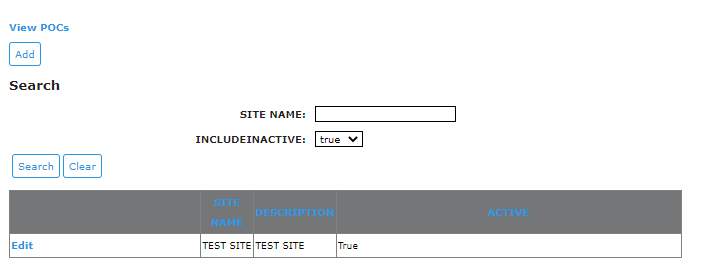 View POCs
Add
Search
SITE NAME:
INCLUDEINACTIVE: true
Search Clear
SITE NAME DESCRIPTION ACTIVE
Edit TEST SITE TEST SITE True